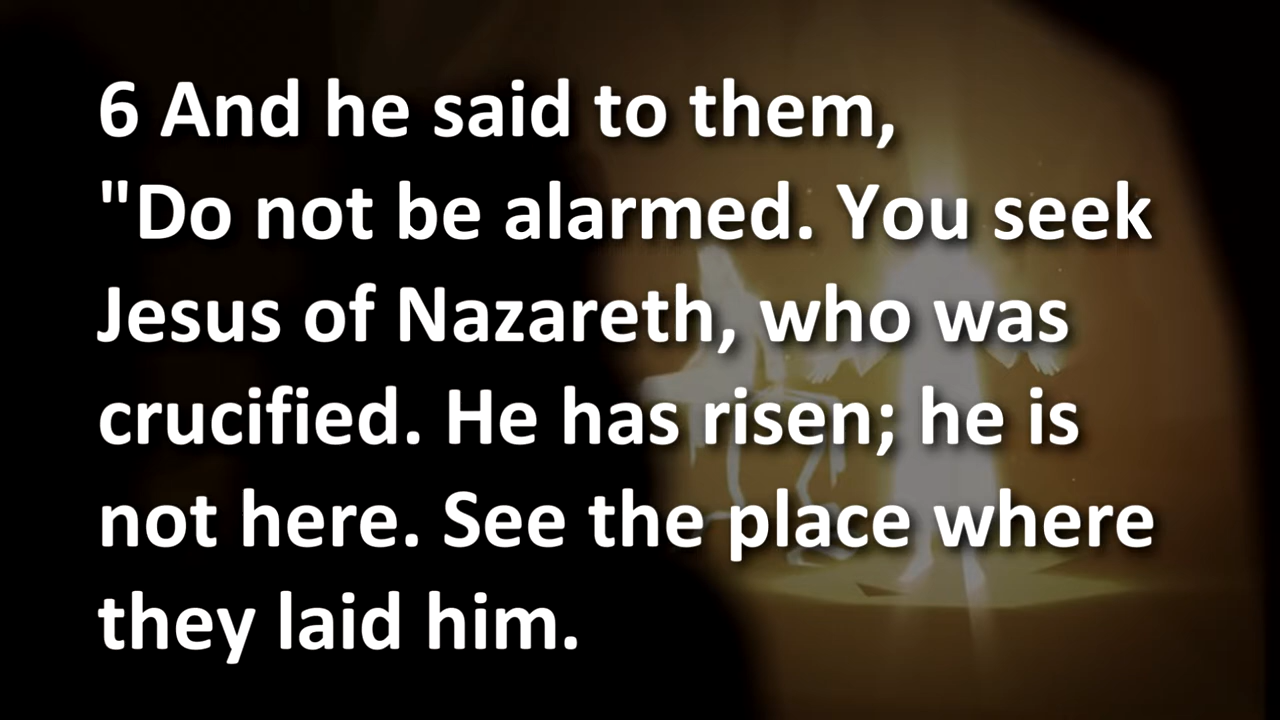 6 And he said to them,
"Do not be alarmed. You seek
Jesus of Nazareth, who was
crucified. He has risen; he is
not here. See the place where
they laid him.